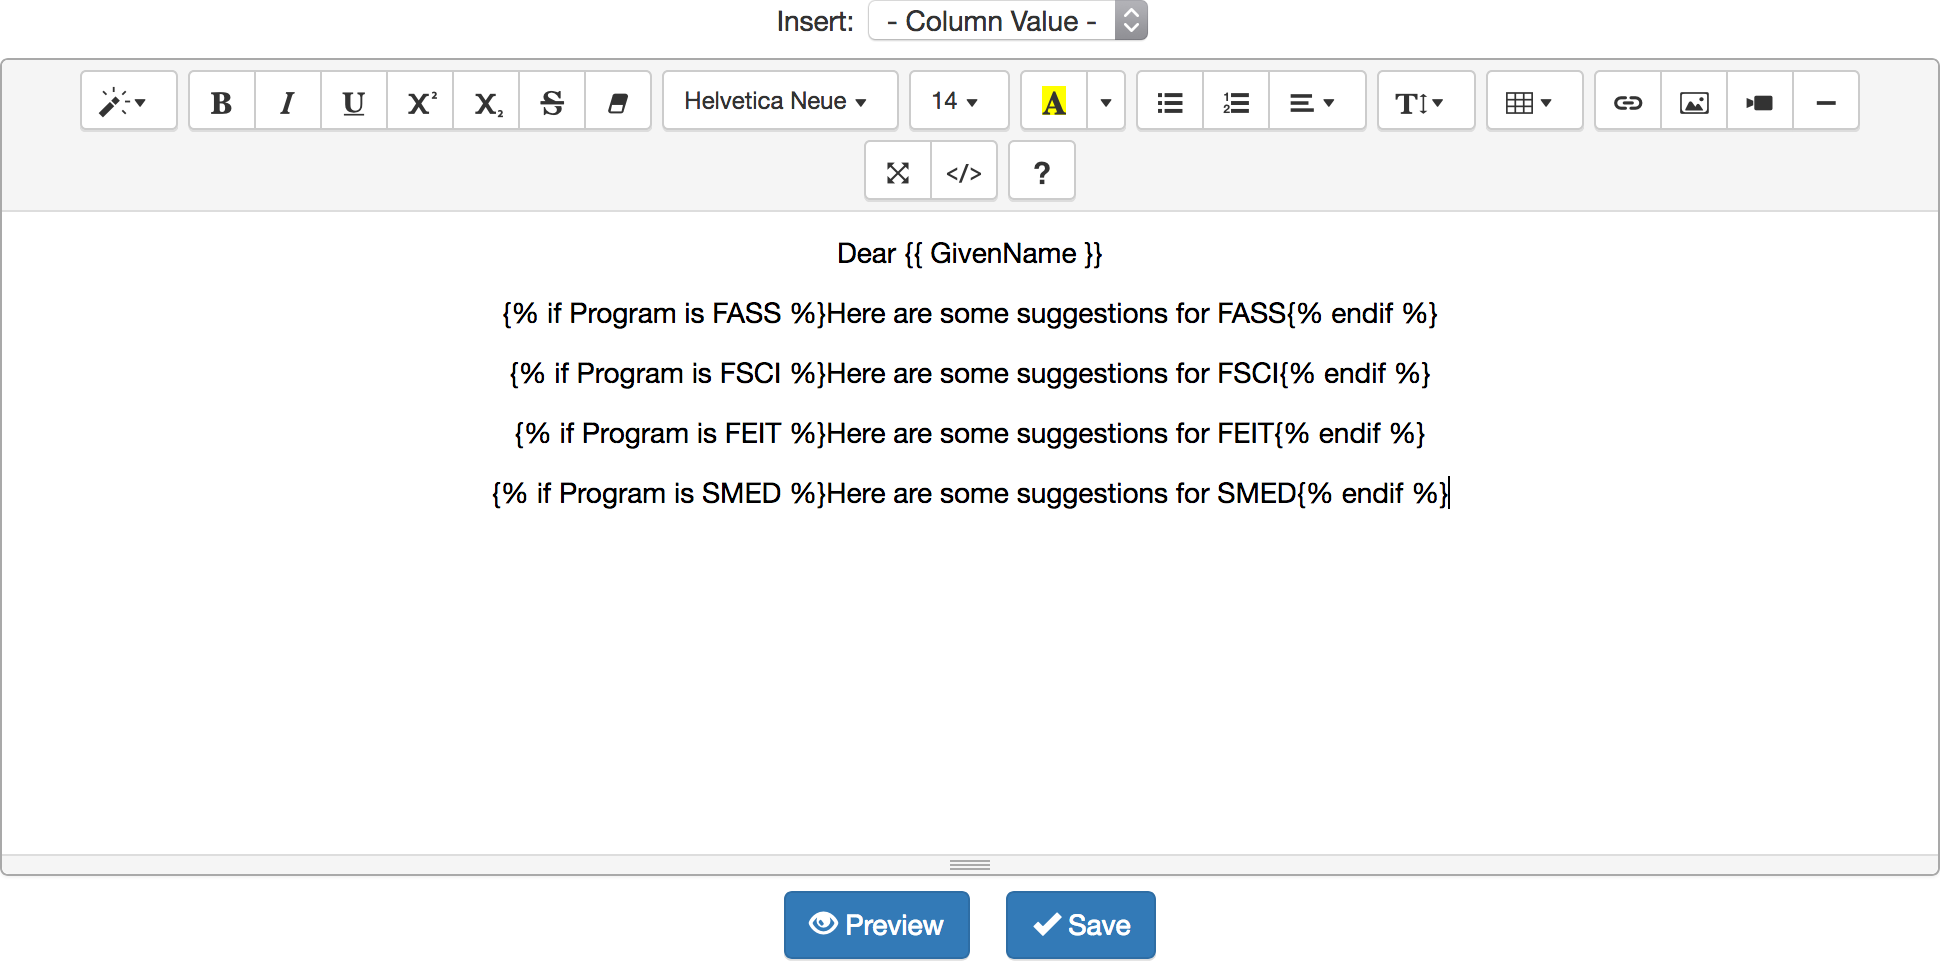 Insert: - Column Value -
B I U X² X₂ S Helvetica Neue 14 A T
</> ?
Dear {{ GivenName }}
{% if Program is FASS %}Here are some suggestions for FASS{% endif %}
{% if Program is FSCI %}Here are some suggestions for FSCI{% endif %}
{% if Program is FEIT %}Here are some suggestions for FEIT{% endif %}
{% if Program is SMED %}Here are some suggestions for SMED{% endif %}
Preview Save